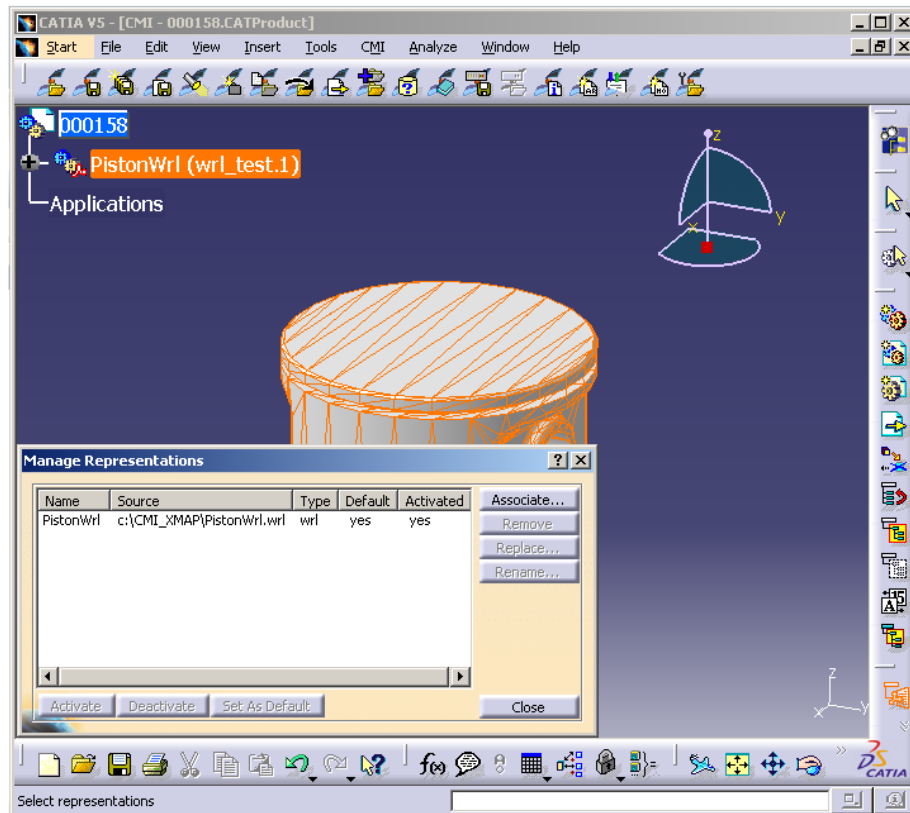 CATIA V5 - [CMI - 000158.CATProduct]
Start File Edit View Insert Tools CMI Analyze Window Help
000158
PistonWrl (wrl_test.1)
Applications
z
y
x
Manage Representations
Name Source Type Default Activated
PistonWrl c:\CMI_XMAP\PistonWrl.wrl wrl yes yes
Associate...
Remove
Replace...
Rename...
Activate Deactivate Set As Default Close
z
x
y
f(x)
CATIA
Select representations